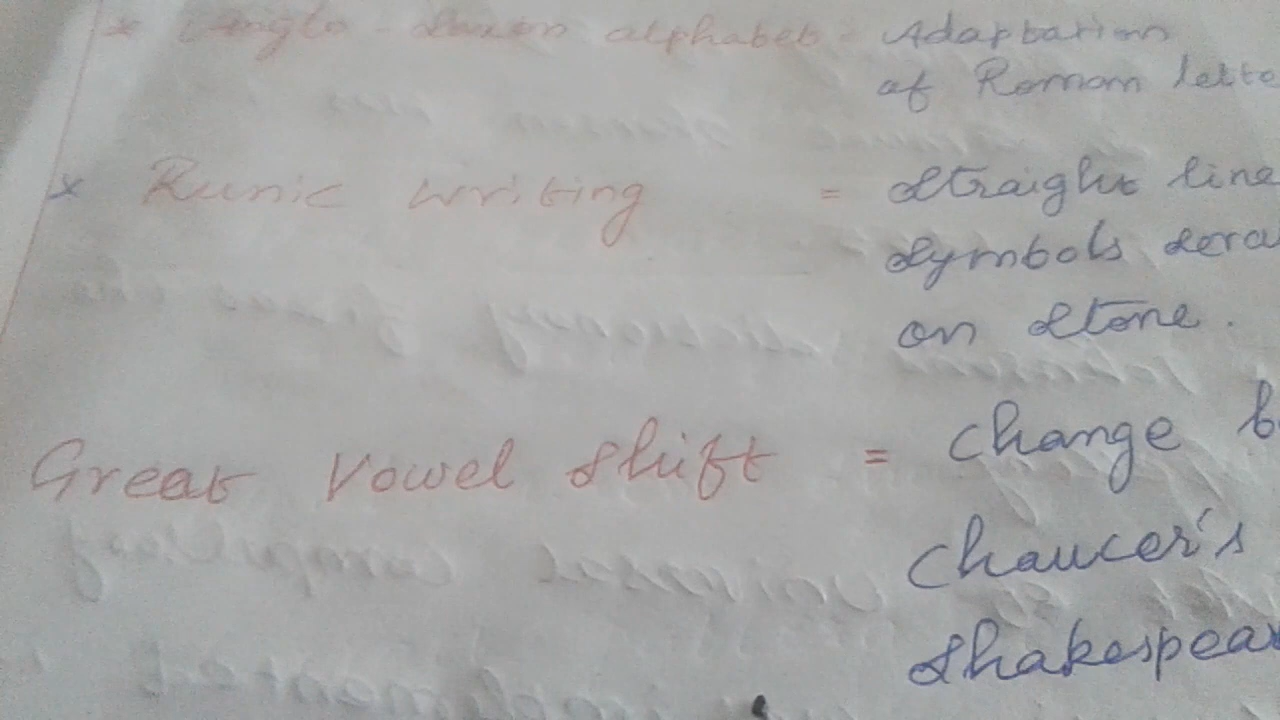 x Anglo-Saxon alphabet = Adaptation
of Roman lette
x Runic writing = Straight line
symbols scra
on stone.
Great Vowel Shift = Change b
Chaucer's
Shakespear